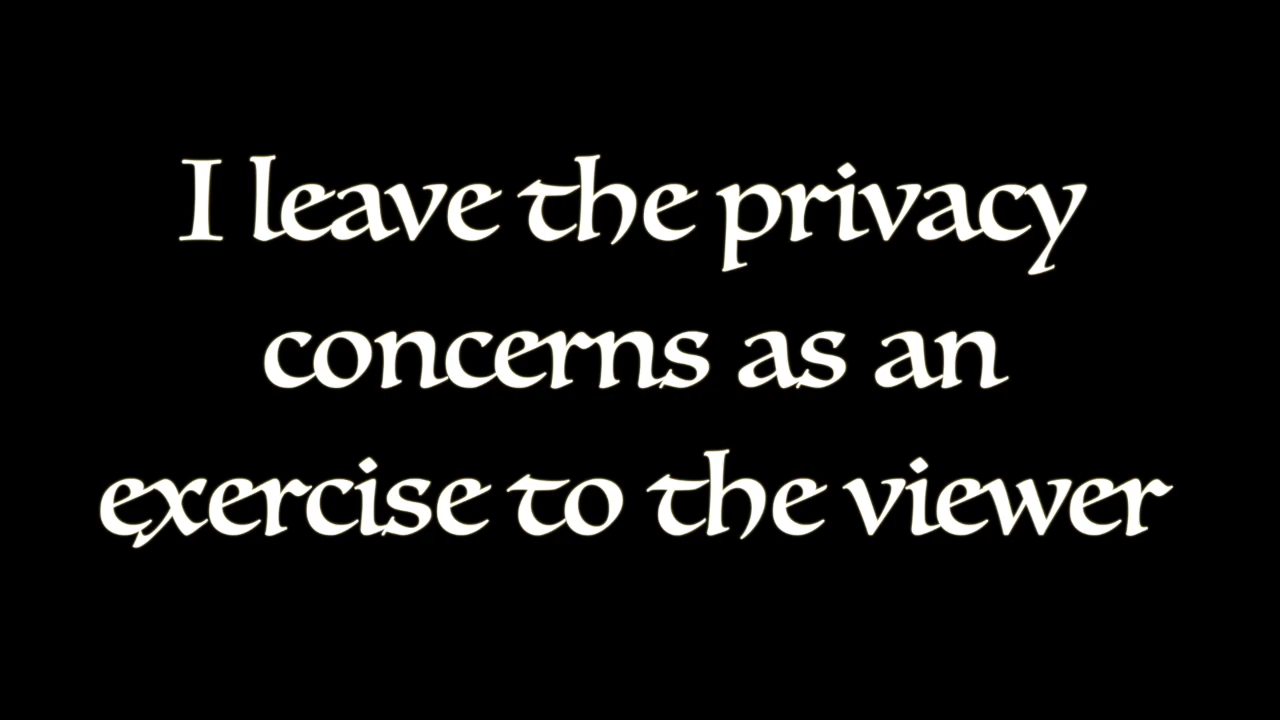 I leave the privacy
concerns as an
exercise to the viewer